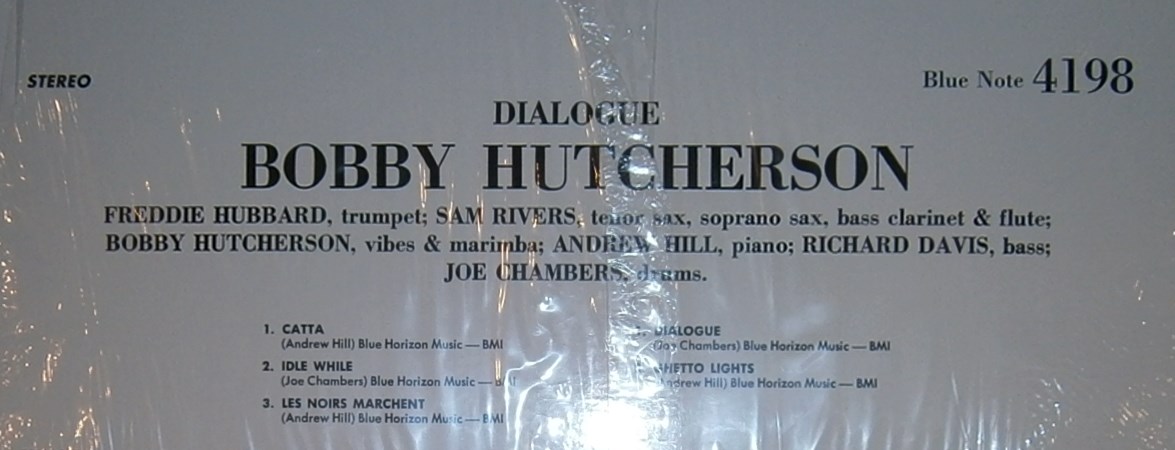 STEREO
Blue Note 4198
DIALOGUE
BOBBY HUTCHERSON
FREDDIE HUBBARD, trumpet; SAM RIVERS, tenor sax, soprano sax, bass clarinet & flute;
BOBBY HUTCHERSON, vibes & marimba; ANDREW HILL, piano; RICHARD DAVIS, bass;
JOE CHAMBERS, drums.
1. CATTA
(Andrew Hill) Blue Horizon Music — BMI
2. IDLE WHILE
(Joe Chambers) Blue Horizon Music — BMI
3. LES NOIRS MARCHENT
(Andrew Hill) Blue Horizon Music — BMI
DIALOGUE
(Joe Chambers) Blue Horizon Music — BMI
GHETTO LIGHTS
(Andrew Hill) Blue Horizon Music — BMI